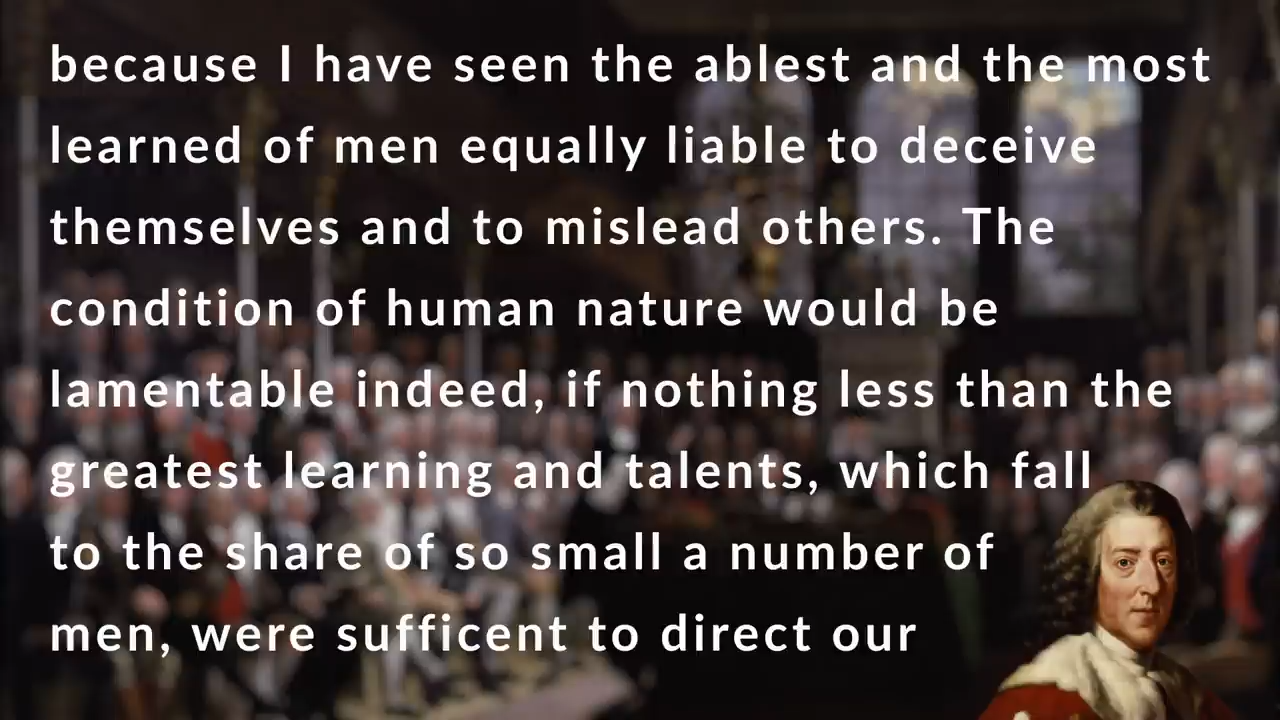 because I have seen the ablest and the most
learned of men equally liable to deceive
themselves and to mislead others. The
condition of human nature would be
lamentable indeed, if nothing less than the
greatest learning and talents, which fall
to the share of so small a number of
men, were sufficent to direct our